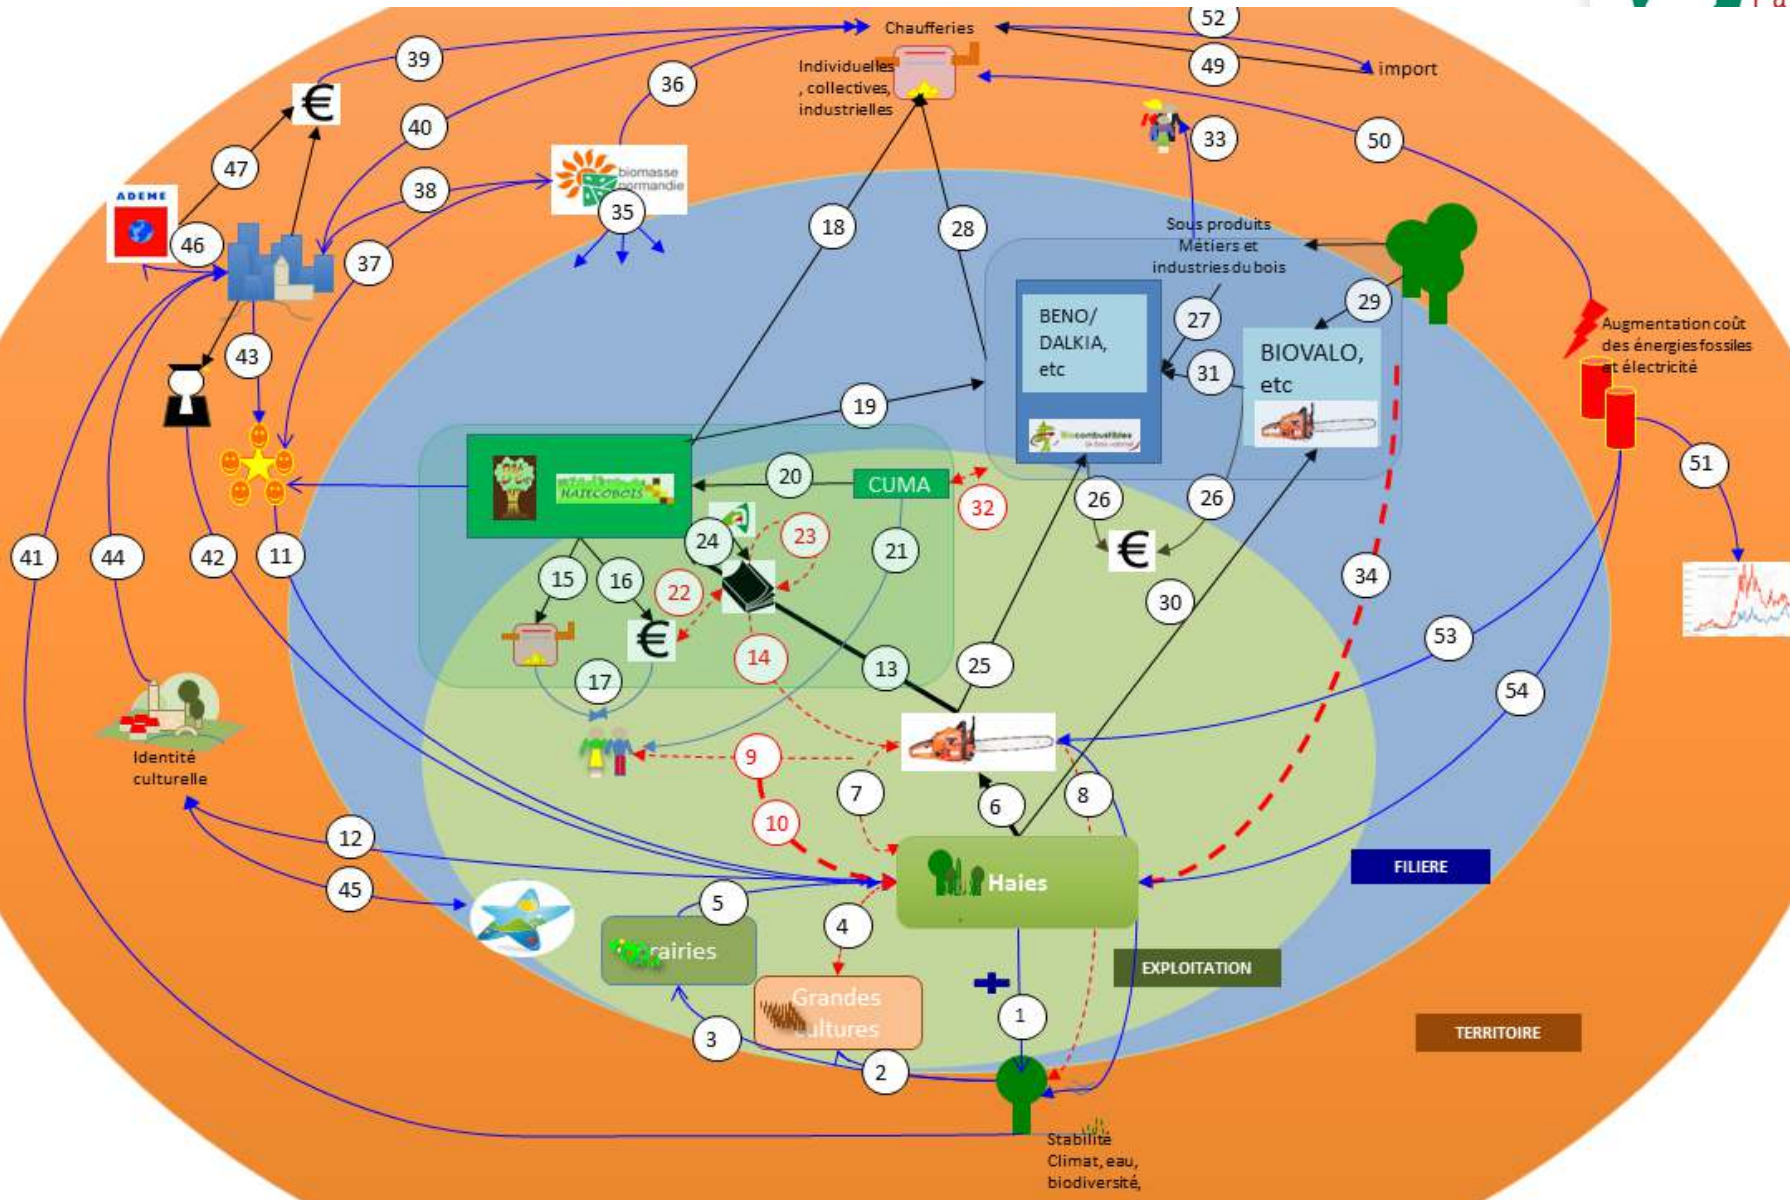 52
Chaufferies
39
49
import
Individuelles
, collectives,
industrielles
36
€
40
33
50
47
biomasse
normandie
38
ADEME
35
18
28
Sous produits
Métiers et
industries du bois
46
37
29
BENO/
DALKIA,
etc
27
Augmentation coût
des énergies fossiles
et électricité
BIOVALO,
etc
43
31
19
Biocombustibles
51
20
CUMA
HAIECOBOIS
26
26
32
23
24
21
€
41
44
42
11
15
16
22
34
30
€
14
13
25
53
17
54
9
Identité
culturelle
7
6
8
10
12
FILIERE
45
Haies
5
4
rairies
EXPLOITATION
Grandes
ultures
1
3
TERRITOIRE
2
Stabilité
Climat, eau,
biodiversité,